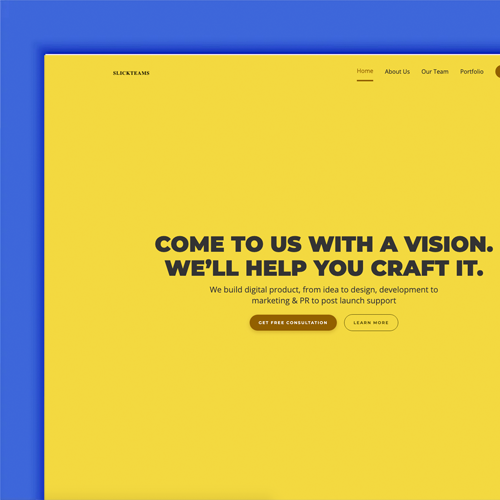 SLICKTEAMS
Home About Us Our Team Portfolio
COME TO US WITH A VISION.
WE’LL HELP YOU CRAFT IT.
We build digital product, from idea to design, development to
marketing & PR to post launch support
GET FREE CONSULTATION LEARN MORE